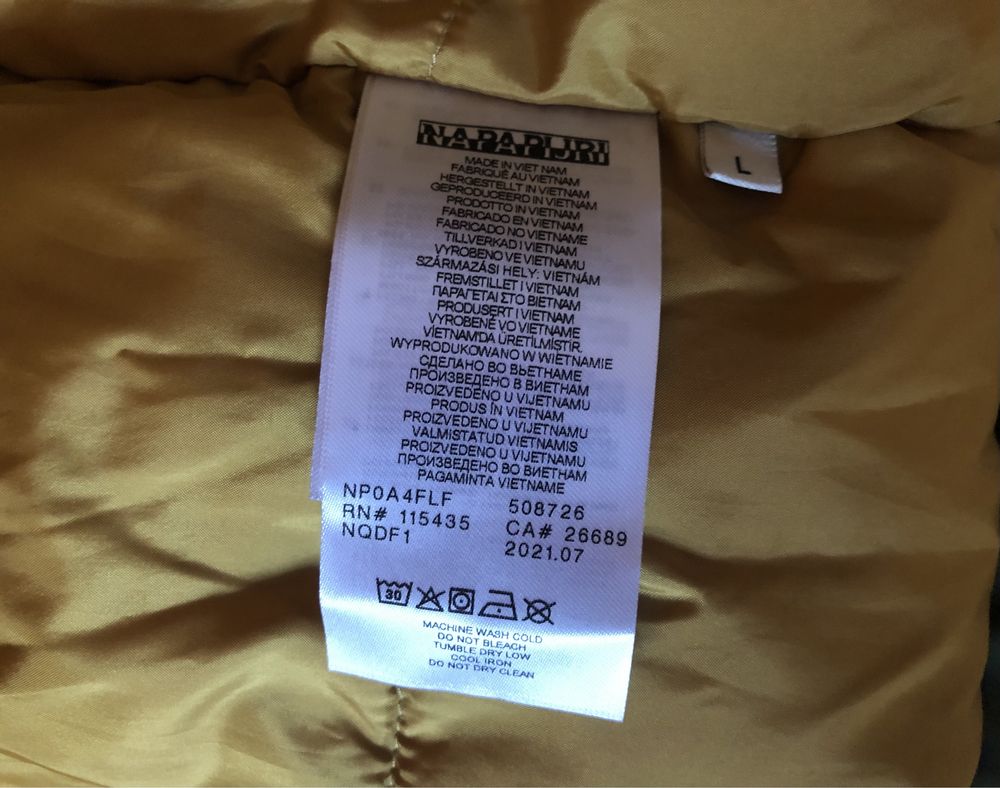 NAPAPIJRI
L
MADE IN VIET NAM
FABRIQUÉ AU VIETNAM
HERGESTELLT IN VIETNAM
GEPRODUCEERD IN VIETNAM
PRODOTTO IN VIETNAM
FABRICADO EN VIETNAM
FABRICADO NO VIETNAME
TILLVERKAD I VIETNAM
VYROBENO VE VIETNAMU
SZÁRMAZÁSI HELY: VIETNÁM
FREMSTILLET I VIETNAM
ΠΑΡΑΓΕΤΑΙ ΣΤΟ ΒΙΕΤΝΑΜ
PRODUSERT I VIETNAM
VYROBENÉ VO VIETNAME
VIETNAM'DA ÜRETİLMİŞTİR.
WYPRODUKOWANO W WIETNAMIE
СДЕЛАНО ВО ВЬЕТНАМЕ
ПРОИЗВЕДЕНО В ВИЕТНАМ
PROIZVEDENO U VIJETNAMU
PRODUS ÎN VIETNAM
PROIZVEDENO U VIJETNAMU
VALMISTATUD VIETNAMIS
PROIZVEDENO U VIJETNAMU
ПРОИЗВЕДЕНО ВО ВИЕТНАМ
PAGAMINTA VIETNAME
NP0A4FLF 508726
RN# 115435 CA# 26689
NQDF1 2021.07
30
MACHINE WASH COLD
DO NOT BLEACH
TUMBLE DRY LOW
COOL IRON
DO NOT DRY CLEAN